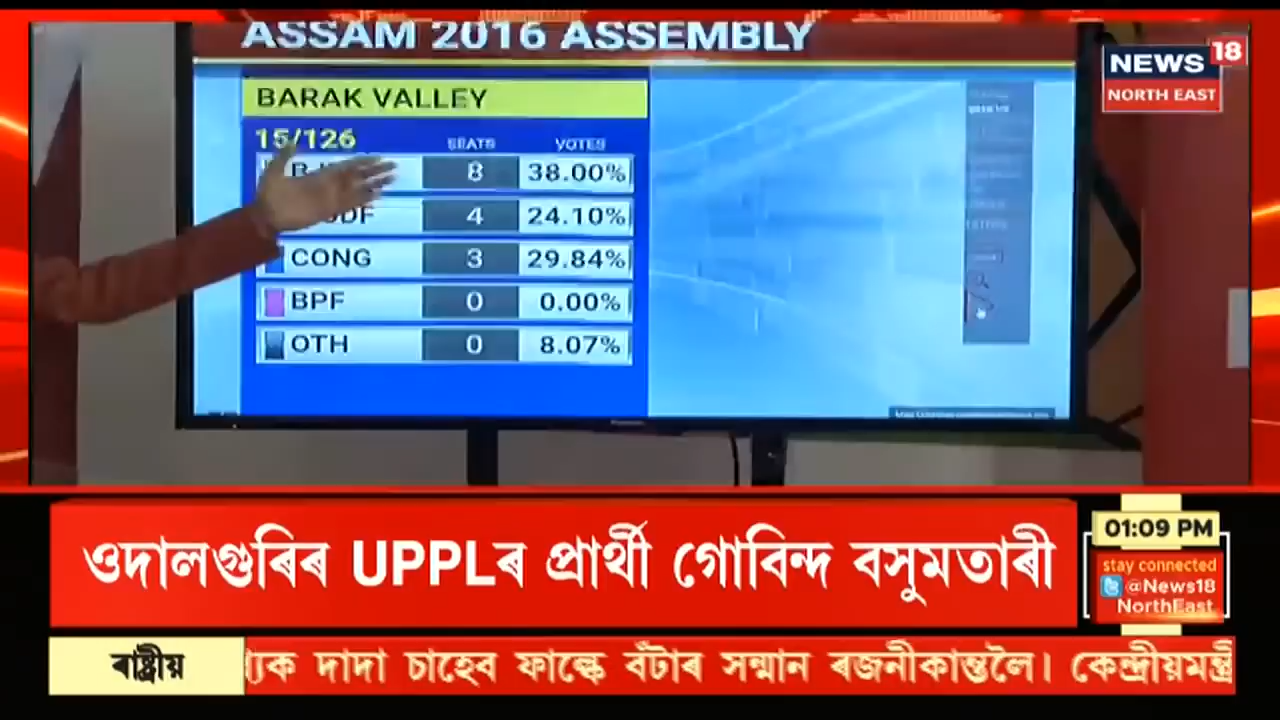 ASSAM 2016 ASSEMBLY
NEWS 18
NORTH EAST
BARAK VALLEY
15/126 SEATS VOTES
8 38.00%
4 24.10%
CONG 3 29.84%
BPF 0 0.00%
OTH 0 8.07%
ওদালগুৰিৰ UPPLৰ প্ৰাৰ্থী গোবিন্দ বসুমতাৰী
01:09 PM
stay connected
@News18
NorthEast
ৰাষ্ট্ৰীয়
দাদা চাহেব ফাল্কে বঁটাৰ সন্মান ৰজনীকান্তলৈ। কেন্দ্ৰীয়মন্ত্ৰী